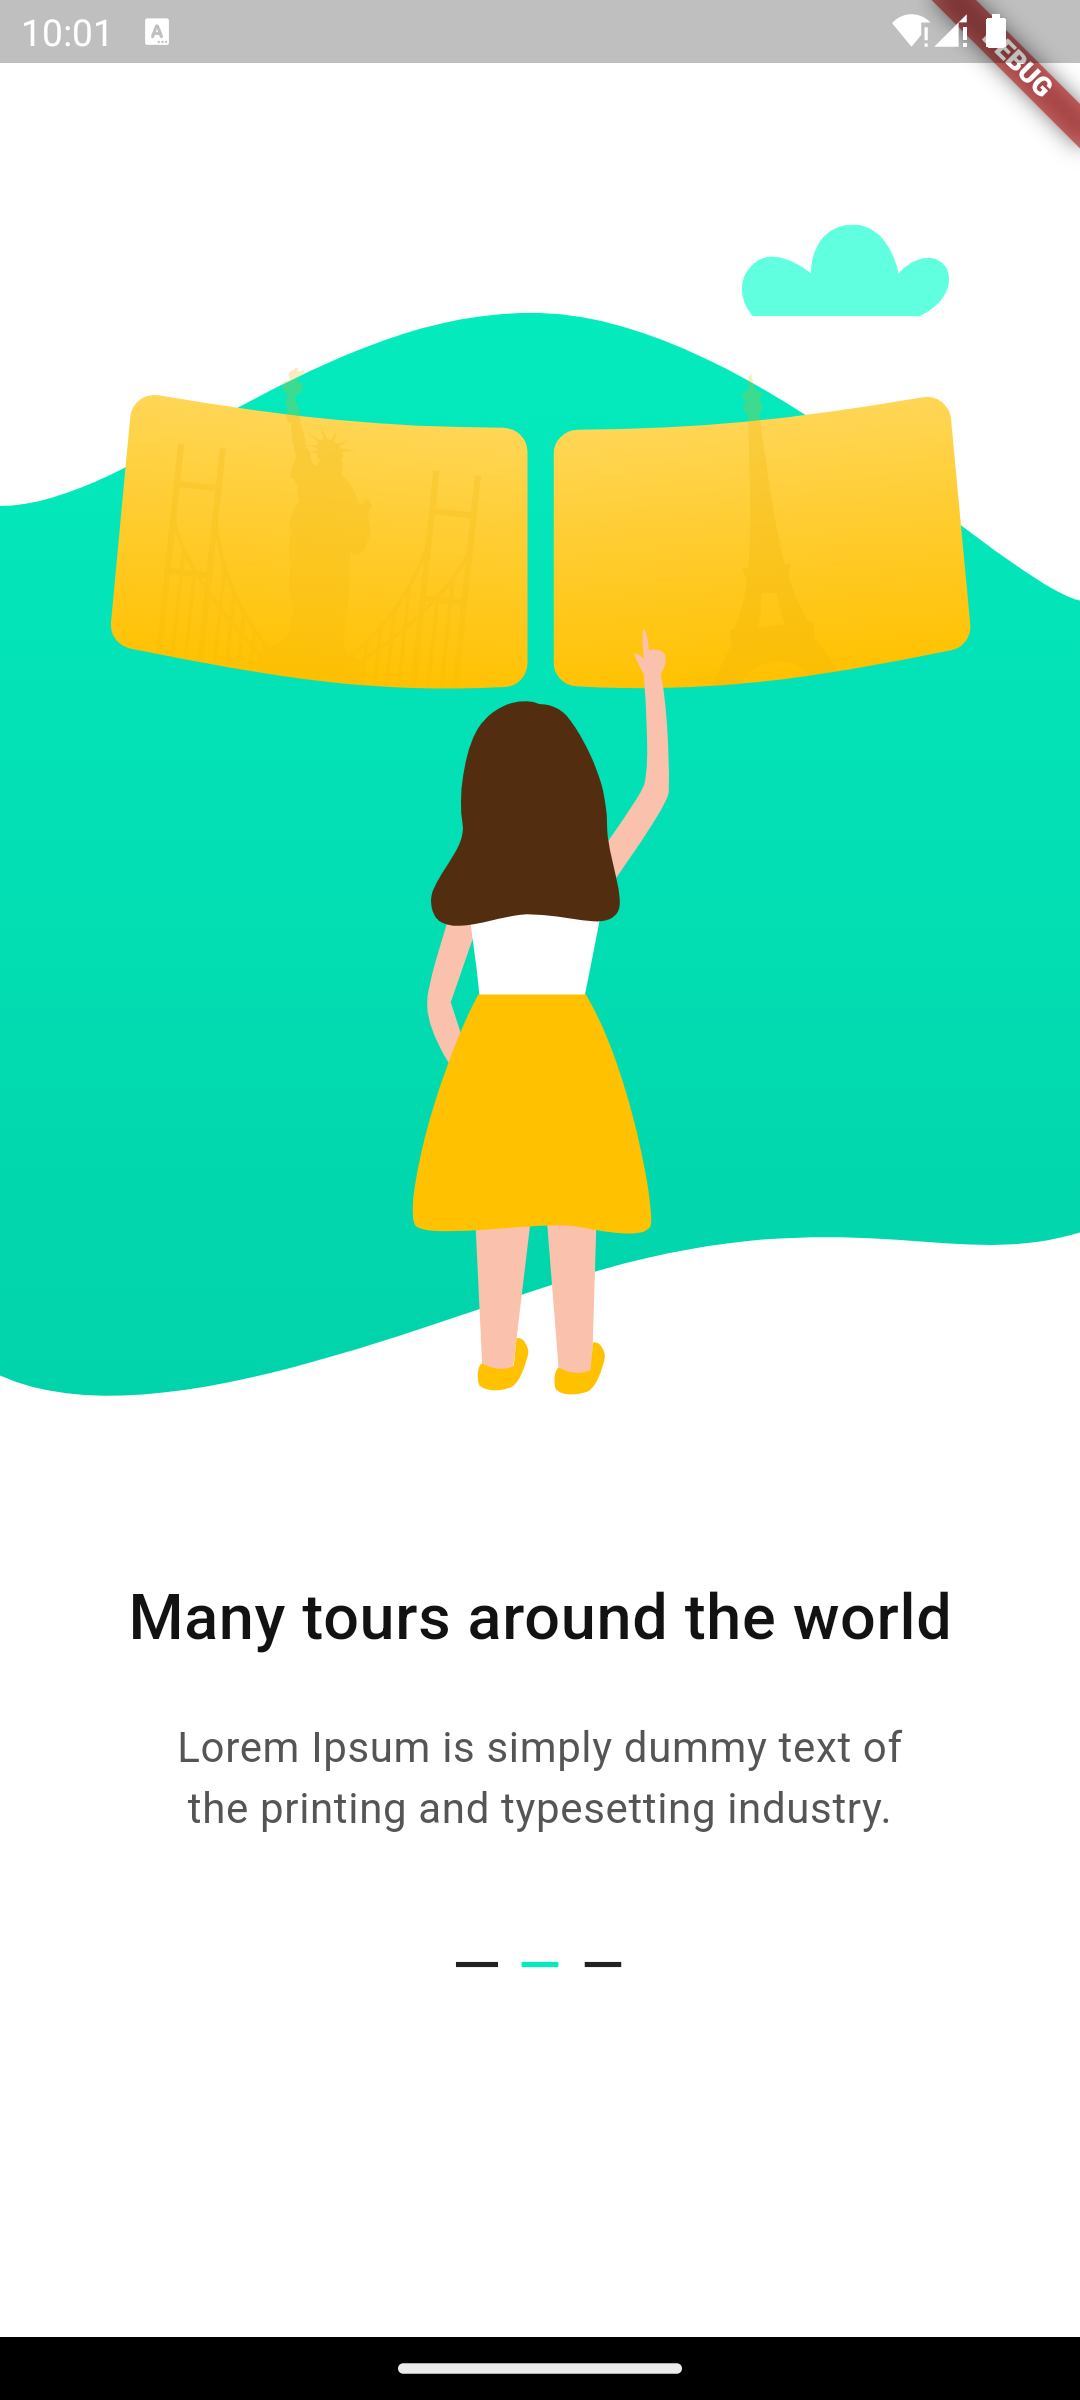 10:01
DEBUG
Many tours around the world
Lorem Ipsum is simply dummy text of
the printing and typesetting industry.